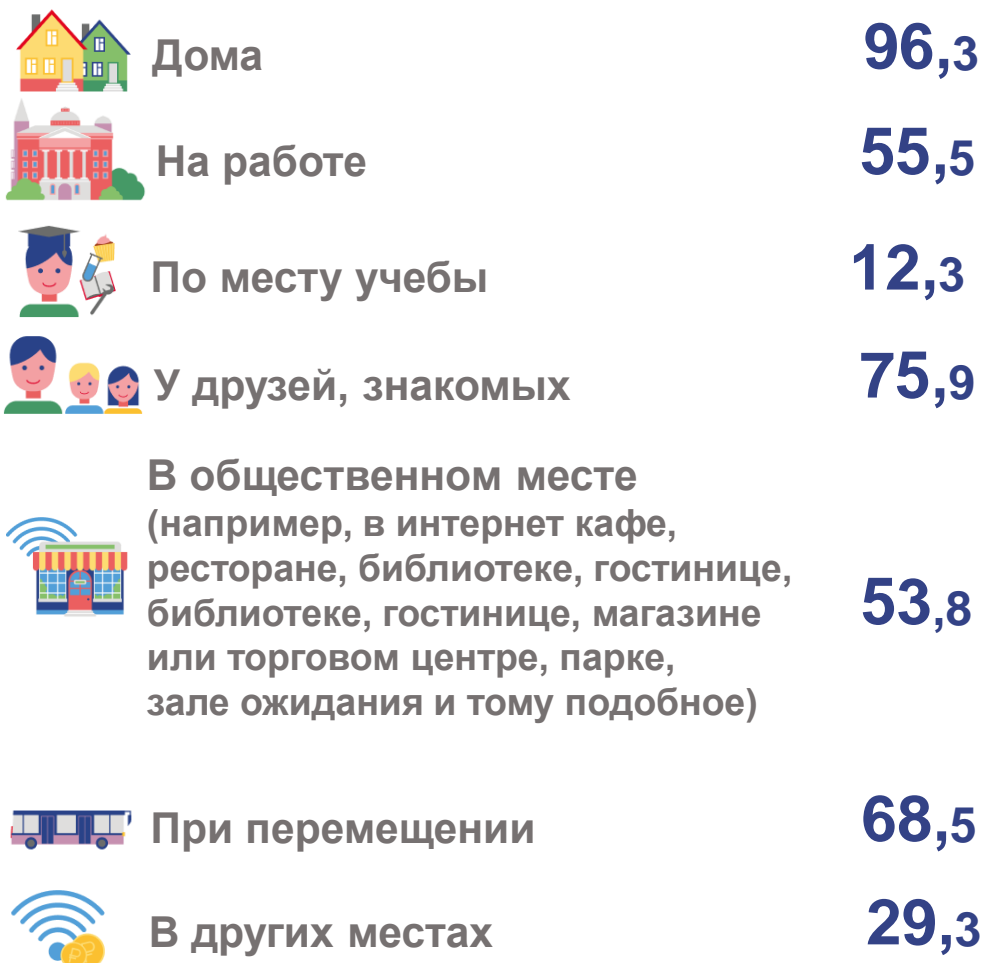 Дома 96,3
На работе 55,5
По месту учебы 12,3
У друзей, знакомых 75,9
В общественном месте
(например, в интернет кафе,
ресторане, библиотеке, гостинице,
библиотеке, гостинице, магазине 53,8
или торговом центре, парке,
зале ожидания и тому подобное)
При перемещении 68,5
В других местах 29,3